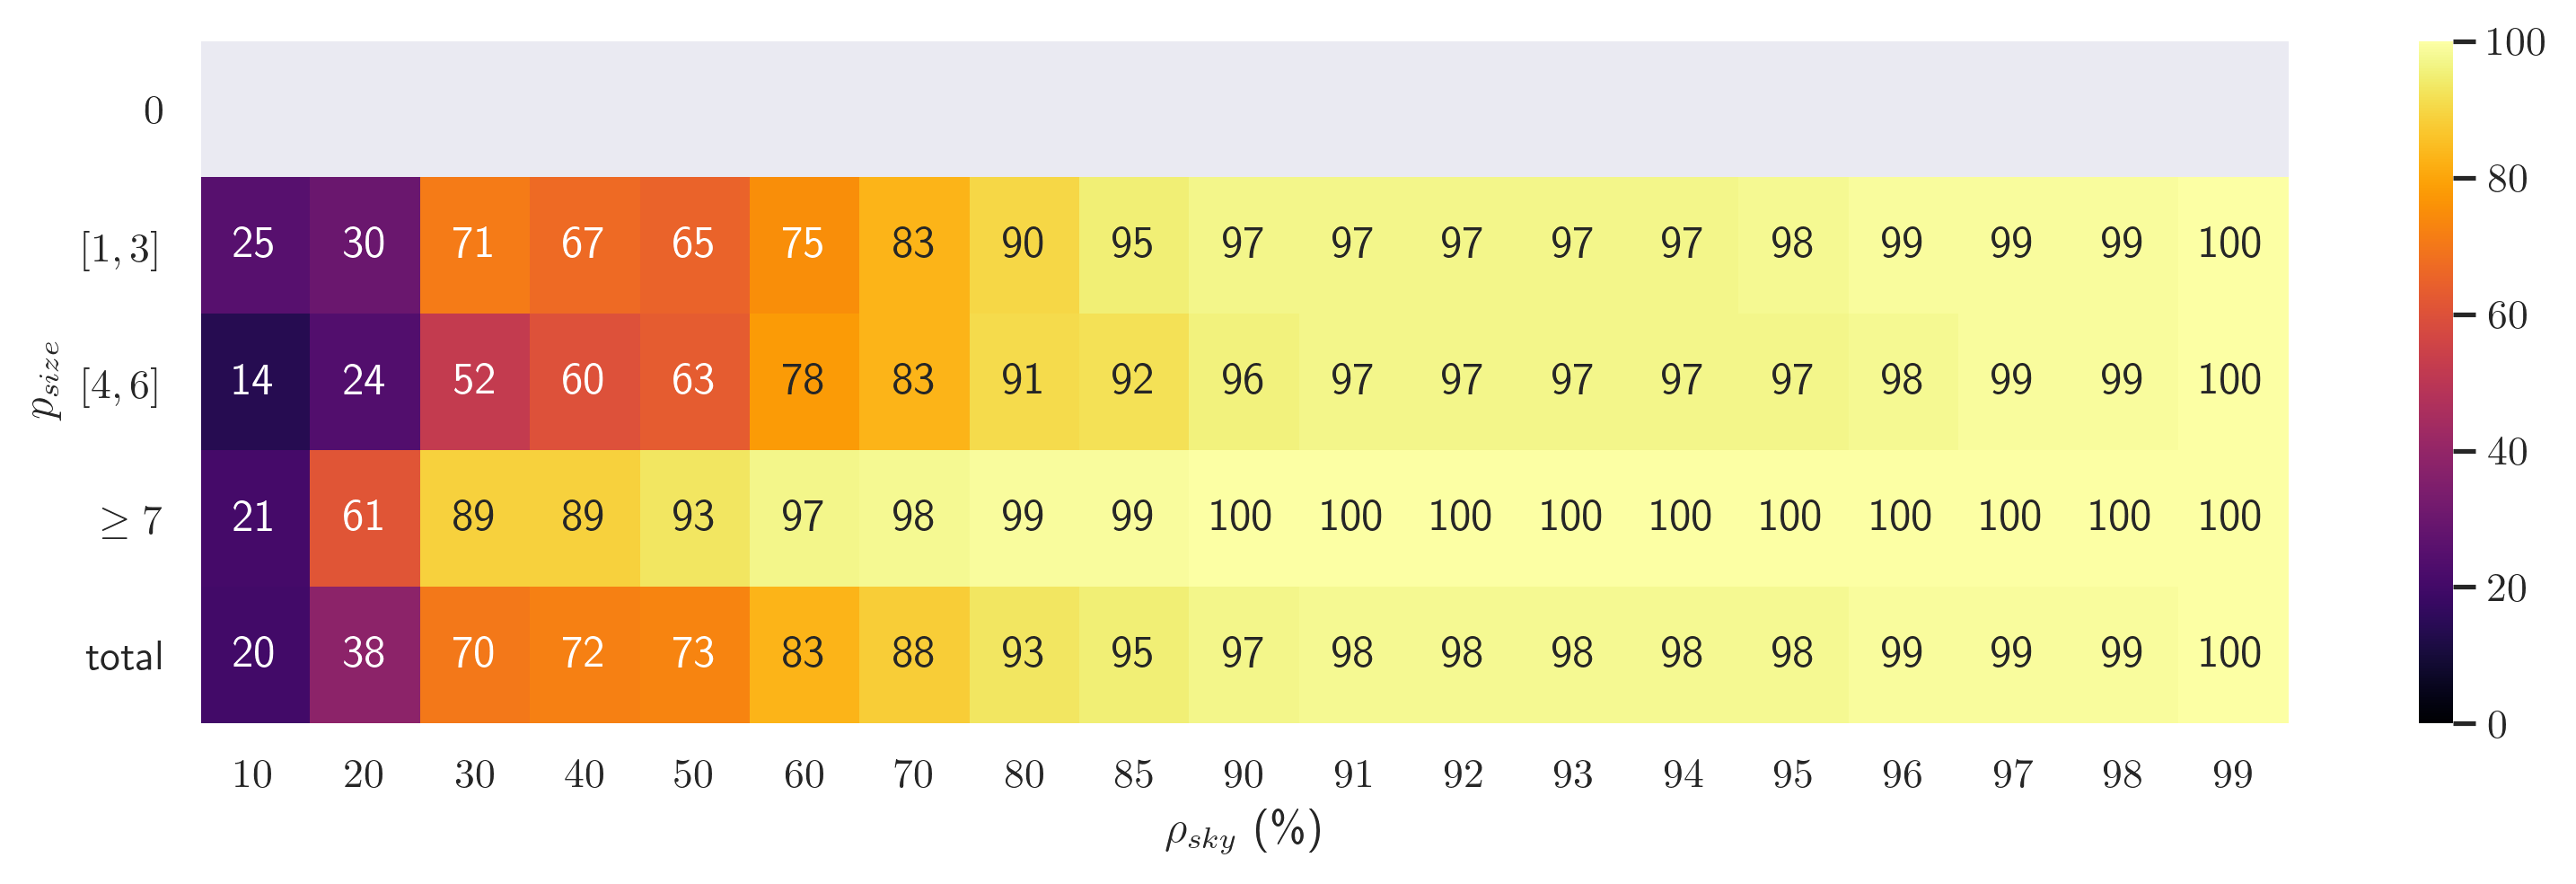 0
[1, 3] 25 30 71 67 65 75 83 90 95 97 97 97 97 97 98 99 99 99 100
[4, 6] 14 24 52 60 63 78 83 91 92 96 97 97 97 97 97 98 99 99 100
≥ 7 21 61 89 89 93 97 98 99 99 100 100 100 100 100 100 100 100 100 100
total 20 38 70 72 73 83 88 93 95 97 98 98 98 98 98 99 99 99 100
10 20 30 40 50 60 70 80 85 90 91 92 93 94 95 96 97 98 99
ρsky (%)
psize
100
80
60
40
20
0